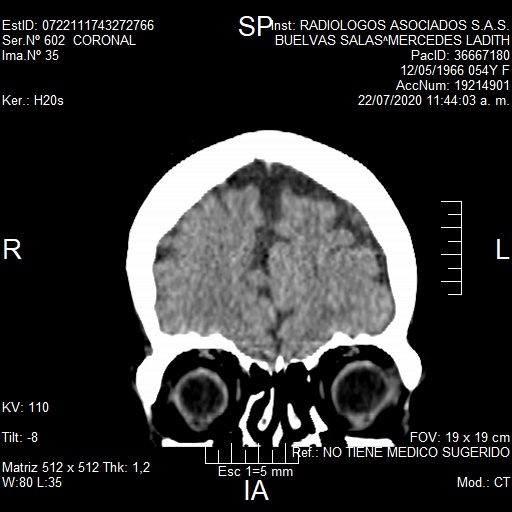 EstID: 0722111743272766
Ser.Nº 602 CORONAL
Ima.Nº 35
Ker.: H20s
SP
Inst: RADIOLOGOS ASOCIADOS S.A.S.
BUELVAS SALAS^MERCEDES LADITH
PacID: 36667180
12/05/1966 054Y F
AccNum: 19214901
22/07/2020 11:44:03 a. m.
R
L
KV: 110
Tilt: -8
Matriz 512 x 512 Thk: 1,2
W:80 L:35
Esc 1=5 mm
IA
FOV: 19 x 19 cm
Ref.: NO TIENE MEDICO SUGERIDO
Mod.: CT